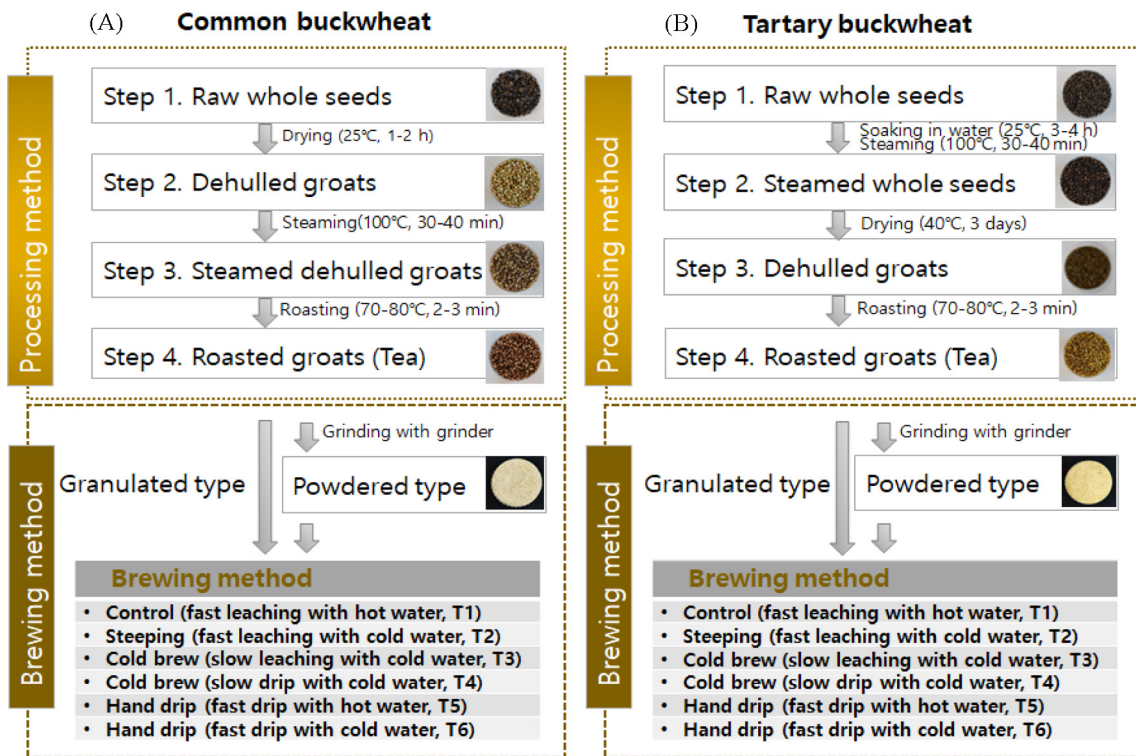 (A) Common buckwheat
Processing method
Step 1. Raw whole seeds
Drying (25℃, 1-2 h)
Step 2. Dehulled groats
Steaming(100℃, 30-40 min)
Step 3. Steamed dehulled groats
Roasting (70-80℃, 2-3 min)
Step 4. Roasted groats (Tea)
Brewing method
Grinding with grinder
Granulated type
Powdered type
Brewing method
• Control (fast leaching with hot water, T1)
• Steeping (fast leaching with cold water, T2)
• Cold brew (slow leaching with cold water, T3)
• Cold brew (slow drip with cold water, T4)
• Hand drip (fast drip with hot water, T5)
• Hand drip (fast drip with cold water, T6)
(B) Tartary buckwheat
Processing method
Step 1. Raw whole seeds
Soaking in water (25℃, 3-4 h)
Steaming (100℃, 30-40 min)
Step 2. Steamed whole seeds
Drying (40℃, 3 days)
Step 3. Dehulled groats
Roasting (70-80℃, 2-3 min)
Step 4. Roasted groats (Tea)
Brewing method
Grinding with grinder
Granulated type
Powdered type
Brewing method
• Control (fast leaching with hot water, T1)
• Steeping (fast leaching with cold water, T2)
• Cold brew (slow leaching with cold water, T3)
• Cold brew (slow drip with cold water, T4)
• Hand drip (fast drip with hot water, T5)
• Hand drip (fast drip with cold water, T6)